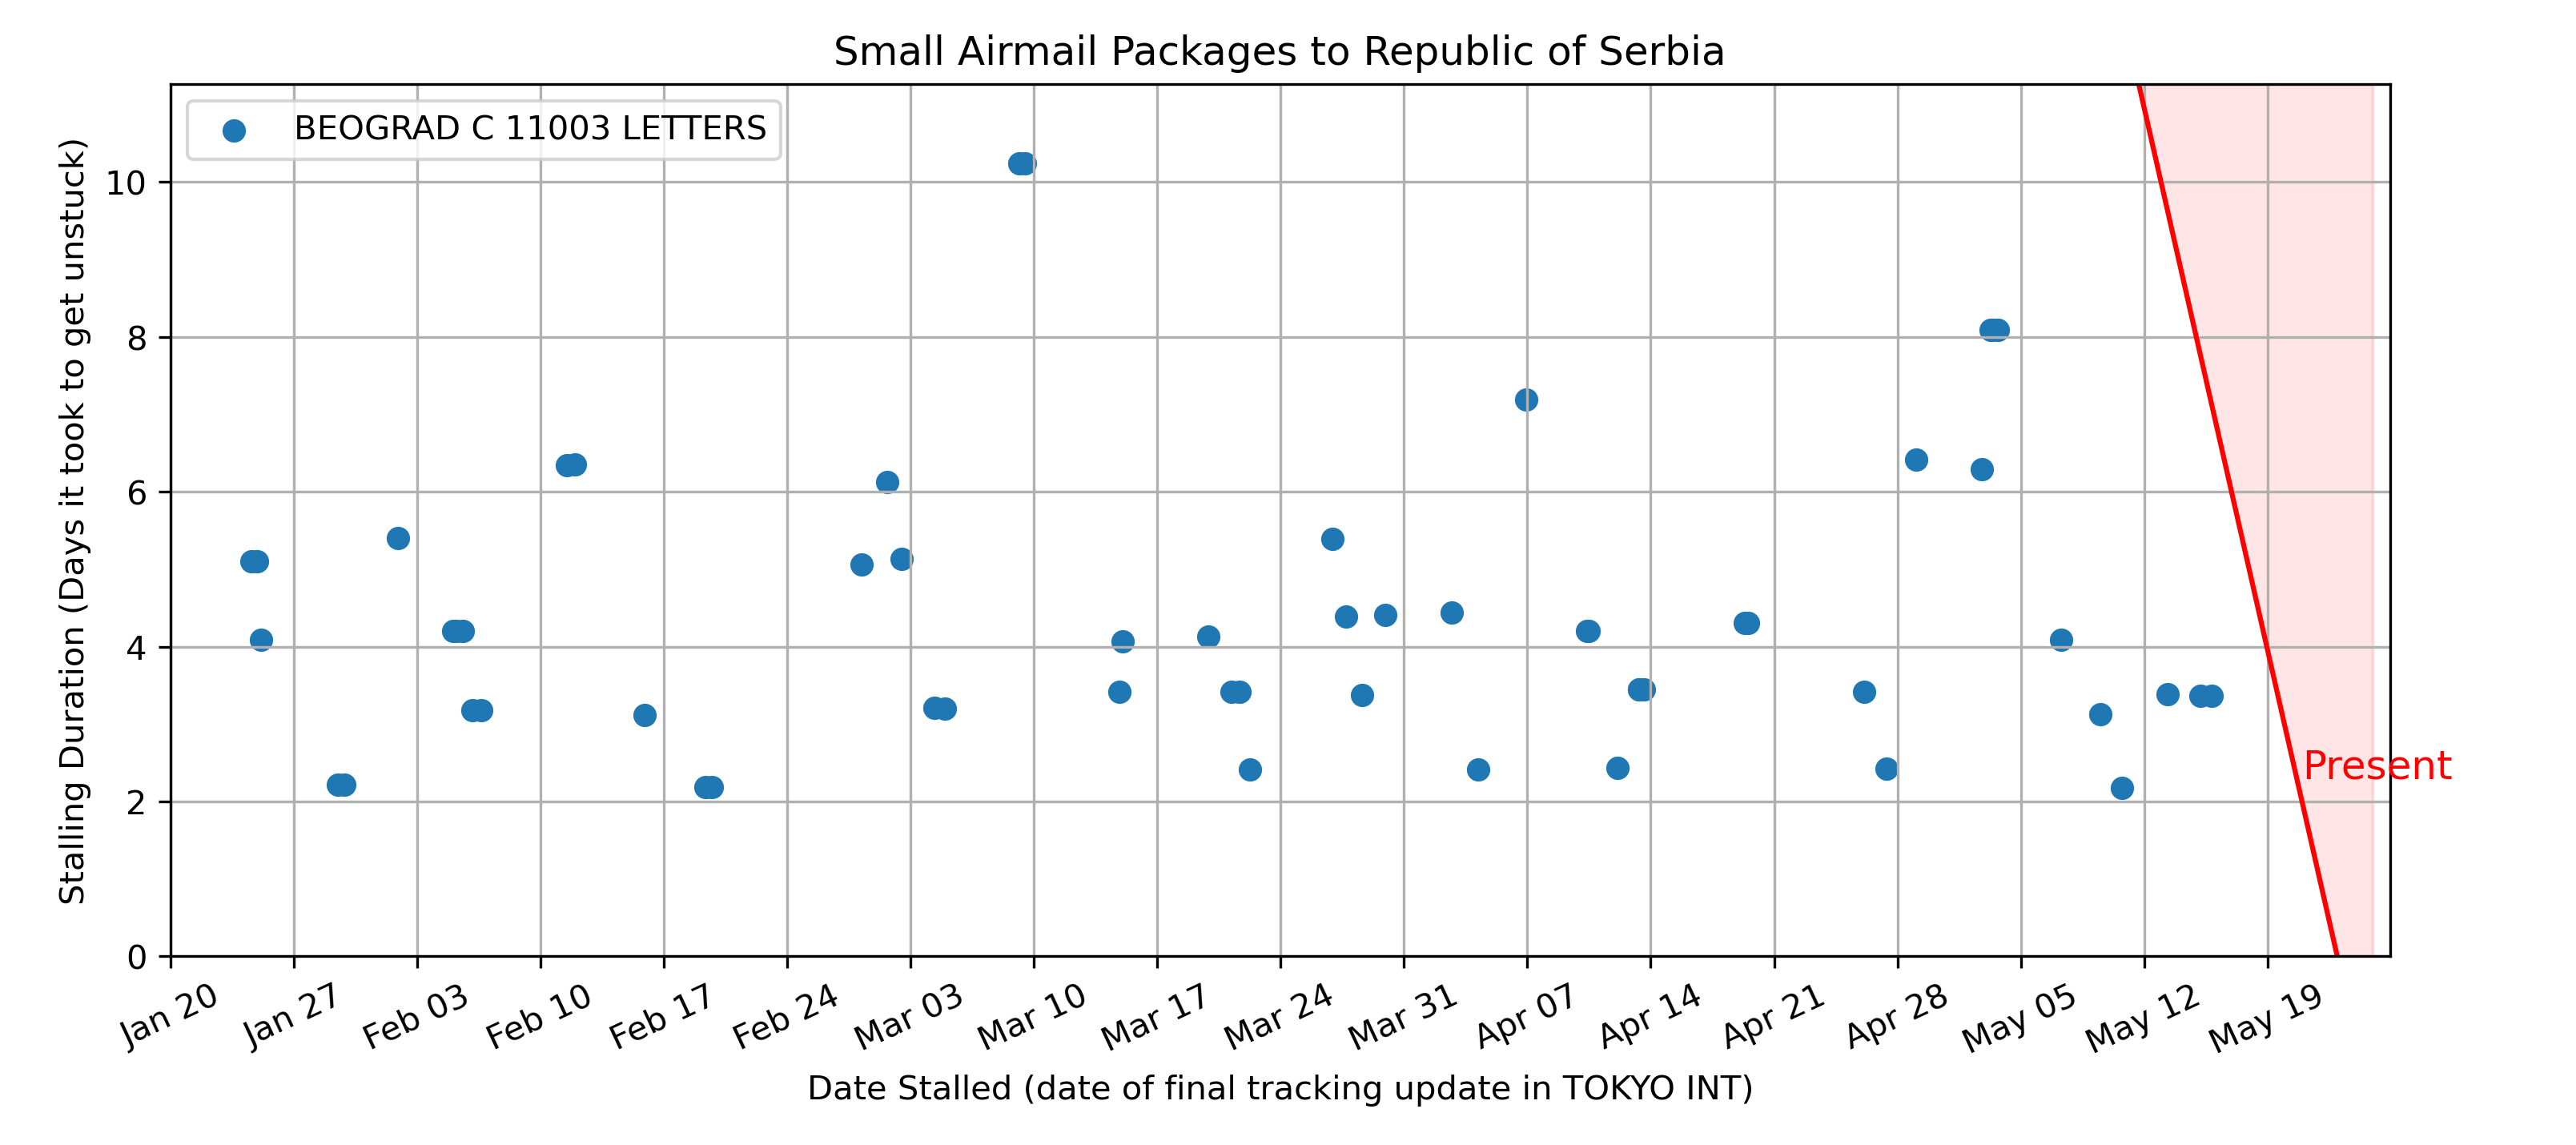 Small Airmail Packages to Republic of Serbia
BEOGRAD C 11003 LETTERS
Stalling Duration (Days it took to get unstuck)
10
8
6
4
2
0
Present
Jan 20
Jan 27
Feb 03
Feb 10
Feb 17
Feb 24
Mar 03
Mar 10
Mar 17
Mar 24
Mar 31
Apr 07
Apr 14
Apr 21
Apr 28
May 05
May 12
May 19
Date Stalled (date of final tracking update in TOKYO INT)